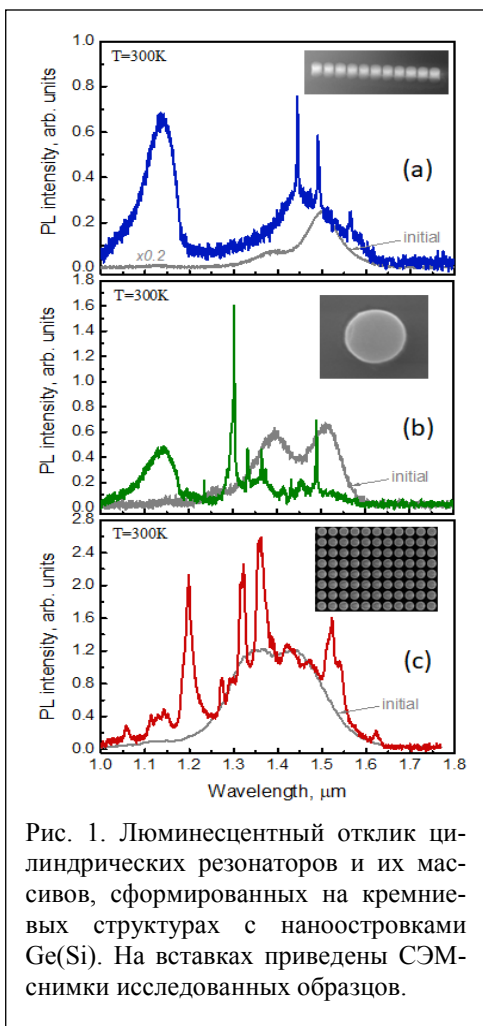 1.0
T=300K
0.8
0.6
(a)
0.4
initial
0.2
x0.2
0.0
PL intensity, arb. units
1.8
T=300K
1.6
1.4
1.2
1.0
0.8
(b)
0.6
0.4
initial
0.2
0.0
PL intensity, arb. units
2.8
T=300K
2.4
2.0
1.6
(c)
1.2
0.8
initial
0.4
0.0
PL intensity, arb. units
1.0 1.1 1.2 1.3 1.4 1.5 1.6 1.7 1.8
Wavelength, μm
Рис. 1. Люминесцентный отклик ци-
линдрических резонаторов и их мас-
сивов, сформированных на кремние-
вых структурах с наноостровками
Ge(Si). На вставках приведены СЭМ-
снимки исследованных образцов.